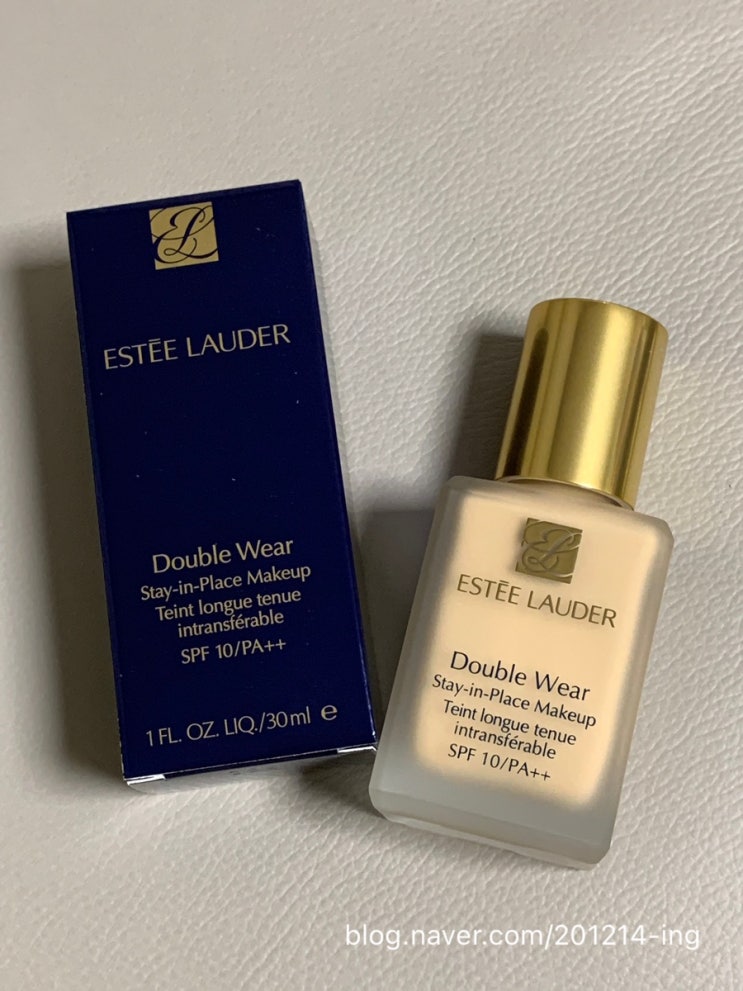 ESTĒE LAUDER
Double Wear
Stay-in-Place Makeup
Teint longue tenue
intransférable
SPF 10/PA++
1 FL. OZ. LIQ./30ml ℮
ESTĒE LAUDER
Double Wear
Stay-in-Place Makeup
Teint longue tenue
intransférable
SPF 10/PA++
blog.naver.com/201214-ing